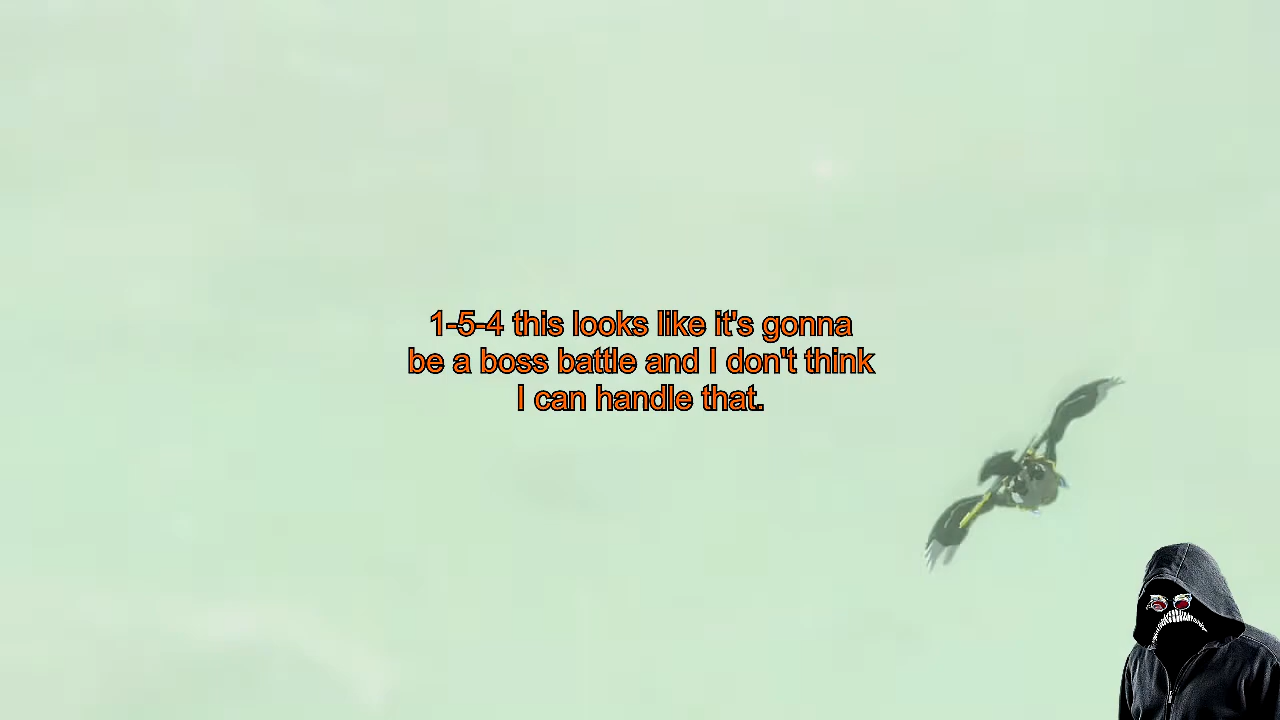 1-5-4 this looks like it's gonna
be a boss battle and I don't think
I can handle that.